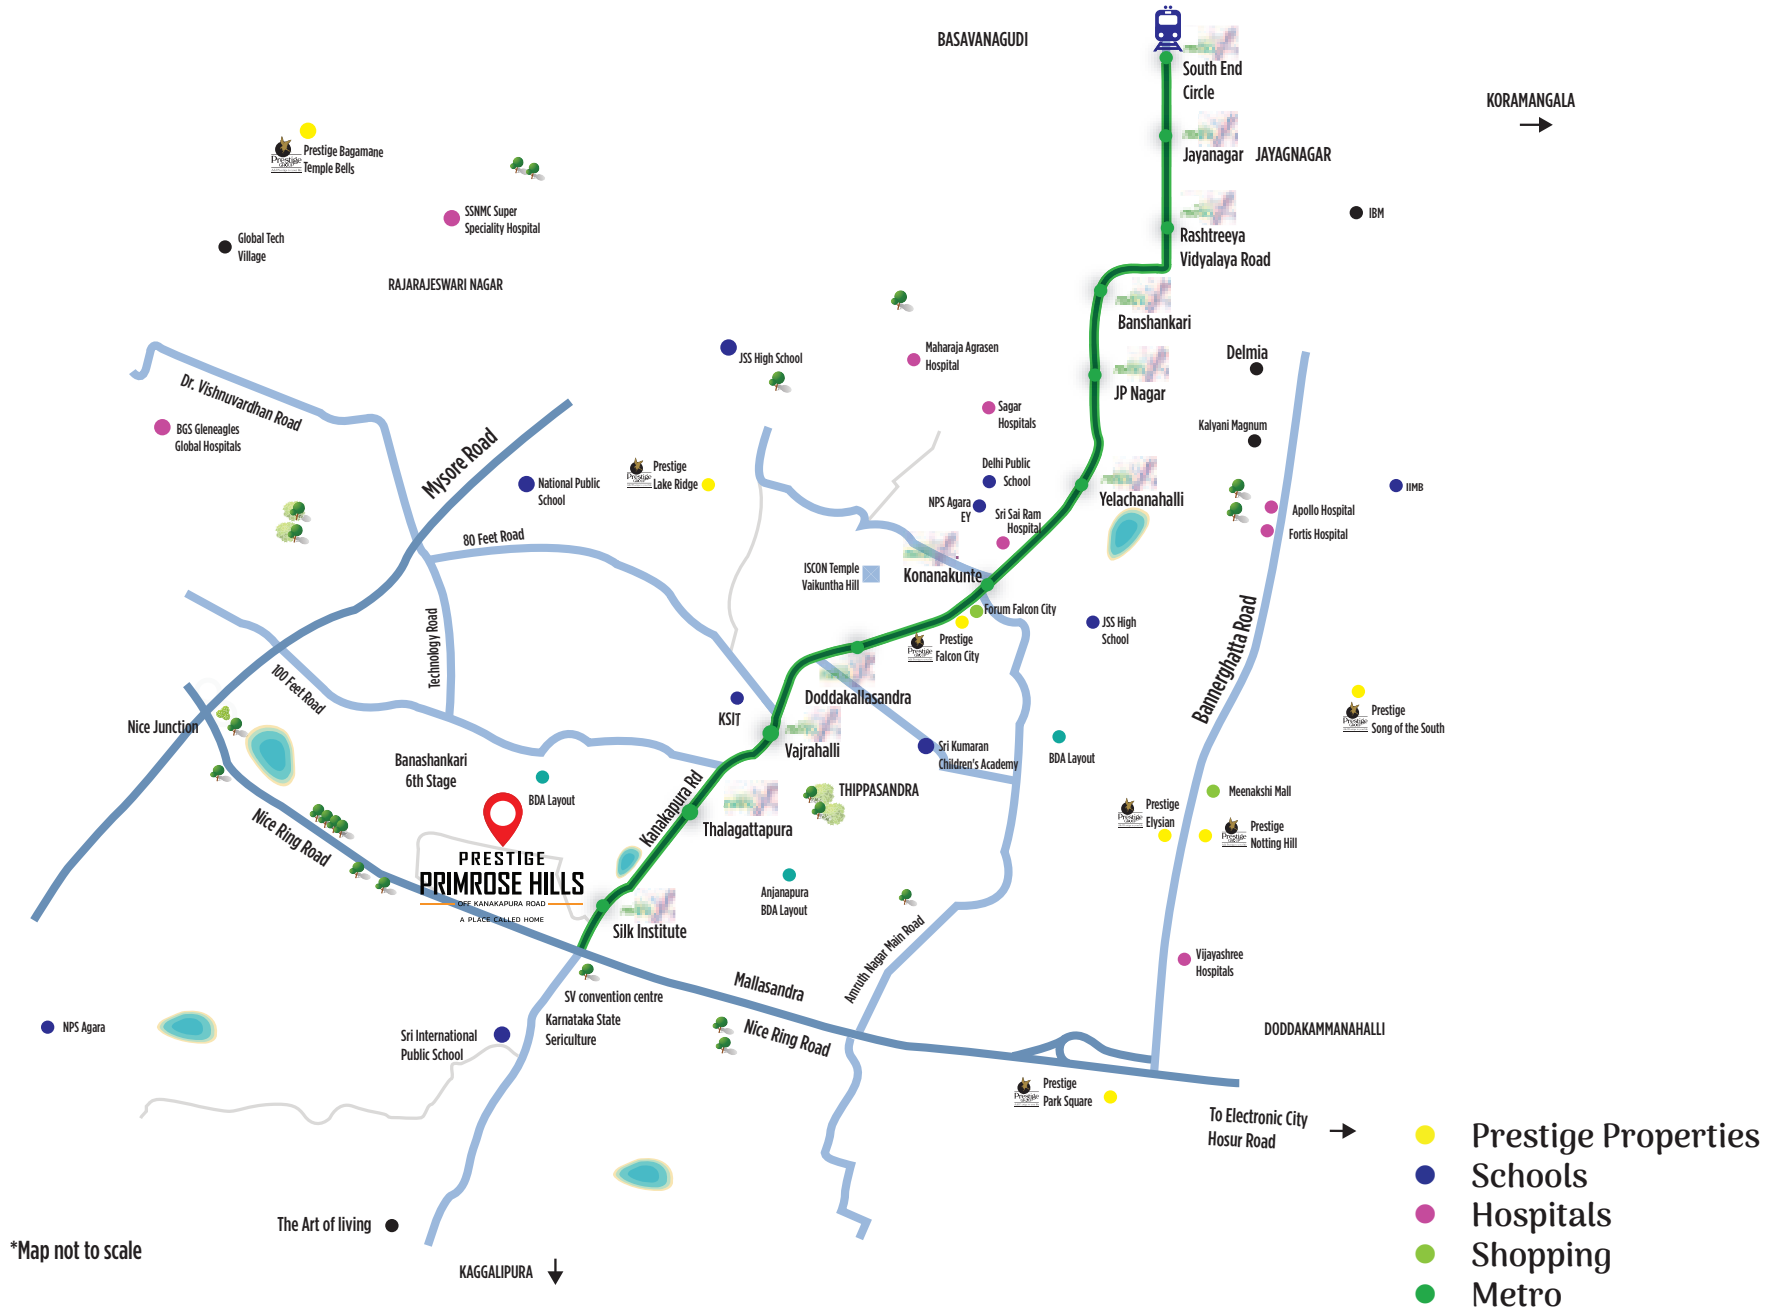 BASAVANAGUDI
South End
Circle
KORAMANGALA
Jayanagar
JAYAGNAGAR
Prestige Bagamane
Temple Bells
Prestige
SSNMC Super
Speciality Hospital
IBM
Global Tech
Village
Rashtreeya
Vidyalaya Road
RAJARAJESWARI NAGAR
Banshankari
JSS High School
Maharaja Agrasen
Hospital
Delmia
Dr. Vishnuvardhan Road
JP Nagar
Sagar
Hospitals
BGS Gleneagles
Global Hospitals
Kalyani Magnum
Mysore Road
Prestige
Lake Ridge
Prestige
National Public
School
Delhi Public
School
Yelachanahalli
IIMB
NPS Agara
EY
Sri Sai Ram
Hospital
Apollo Hospital
Fortis Hospital
80 Feet Road
ISCON Temple
Vaikuntha Hill
Konanakunte
Forum Falcon City
Technology Road
JSS High
School
Prestige
Falcon City
Prestige
Bannerghatta Road
100 Feet Road
Doddakallasandra
Nice Junction
KSIT
Prestige
Song of the South
Prestige
Vajrahalli
Sri Kumaran
Children's Academy
BDA Layout
Banashankari
6th Stage
BDA Layout
Kanakapura Rd
THIPPASANDRA
Meenakshi Mall
Nice Ring Road
Thalagattapura
Prestige
Elysian
Prestige
Prestige
Notting Hill
Prestige
PRESTIGE
PRIMROSE HILLS
OFF KANAKAPURA ROAD
A PLACE CALLED HOME
Anjanapura
BDA Layout
Silk Institute
Amruth Nagar Main Road
Vijayashree
Hospitals
Mallasandra
SV convention centre
Karnataka State
Sericulture
NPS Agara
Sri International
Public School
Nice Ring Road
DODDAKAMMANAHALLI
Prestige
Park Square
Prestige
To Electronic City
Hosur Road
Prestige Properties
Schools
Hospitals
Shopping
Metro
The Art of living
*Map not to scale
KAGGALIPURA